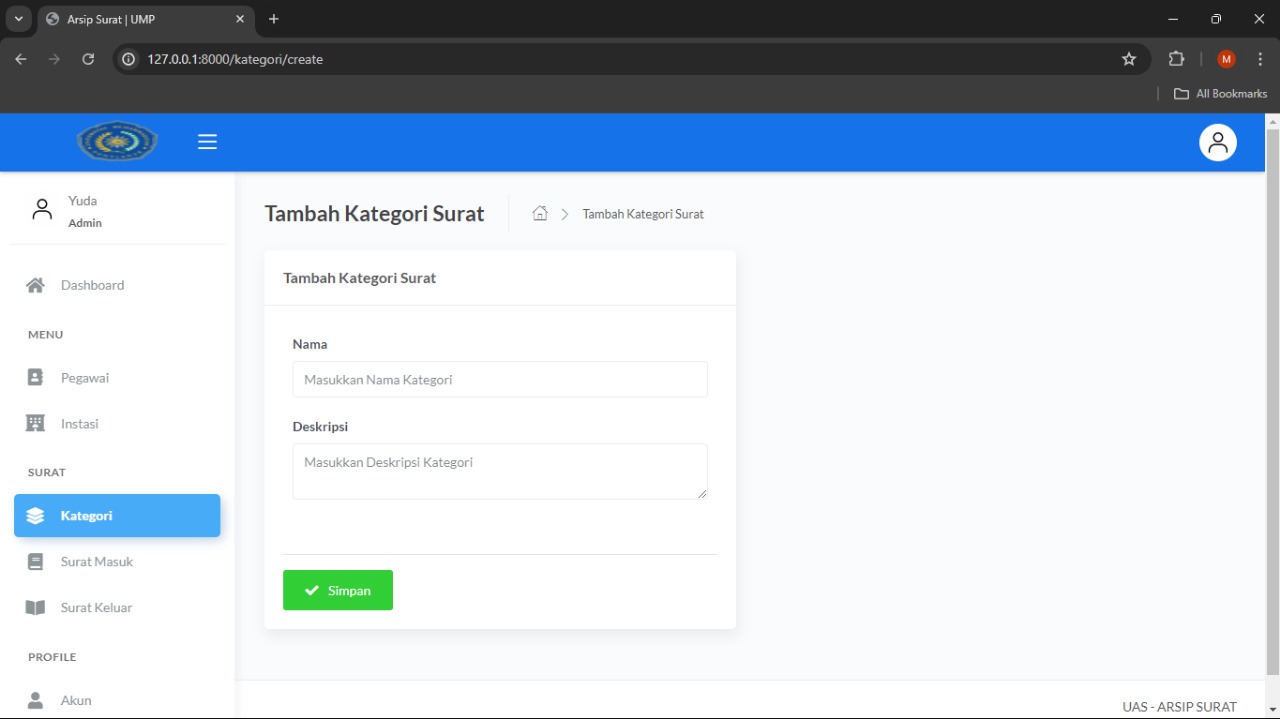 Arsip Surat | UMP
127.0.0.1:8000/kategori/create
M
All Bookmarks
Yuda
Admin
Dashboard
MENU
Pegawai
Instasi
SURAT
Kategori
Surat Masuk
Surat Keluar
PROFILE
Akun
Tambah Kategori Surat
Tambah Kategori Surat
Tambah Kategori Surat
Nama
Masukkan Nama Kategori
Deskripsi
Masukkan Deskripsi Kategori
Simpan
UAS - ARSIP SURAT